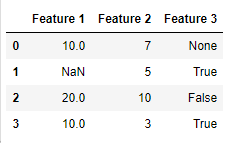 Feature 1 Feature 2 Feature 3
0 10.0 7 None
1 NaN 5 True
2 20.0 10 False
3 10.0 3 True